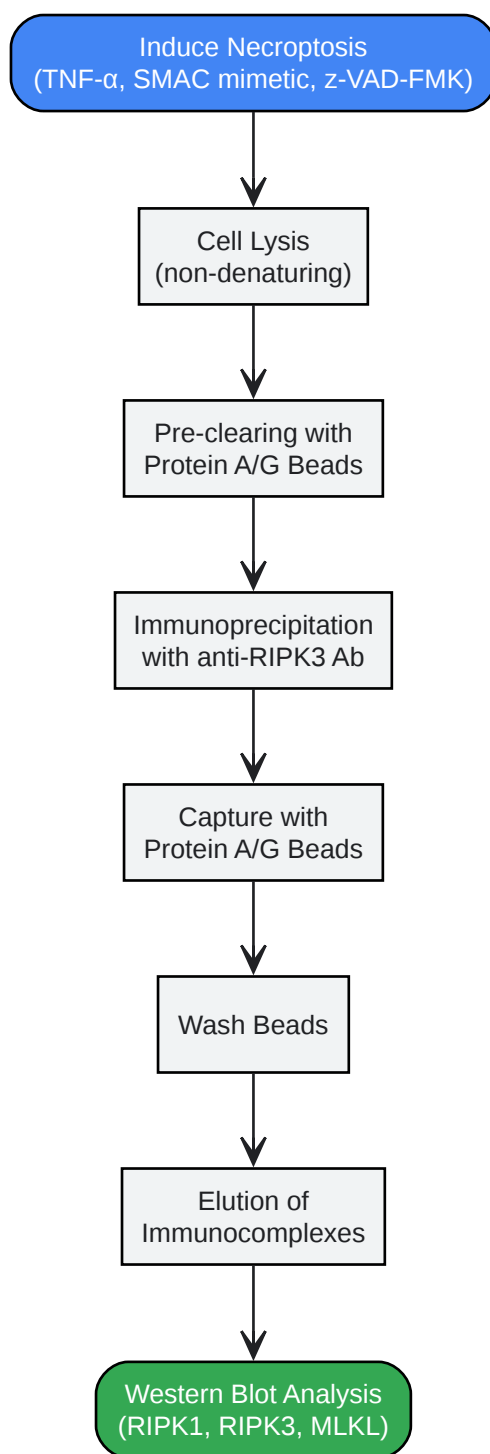 Induce Necroptosis
(TNF-α, SMAC mimetic, z-VAD-FMK)
Cell Lysis
(non-denaturing)
Pre-clearing with
Protein A/G Beads
Immunoprecipitation
with anti-RIPK3 Ab
Capture with
Protein A/G Beads
Wash Beads
Elution of
Immunocomplexes
Western Blot Analysis
(RIPK1, RIPK3, MLKL)